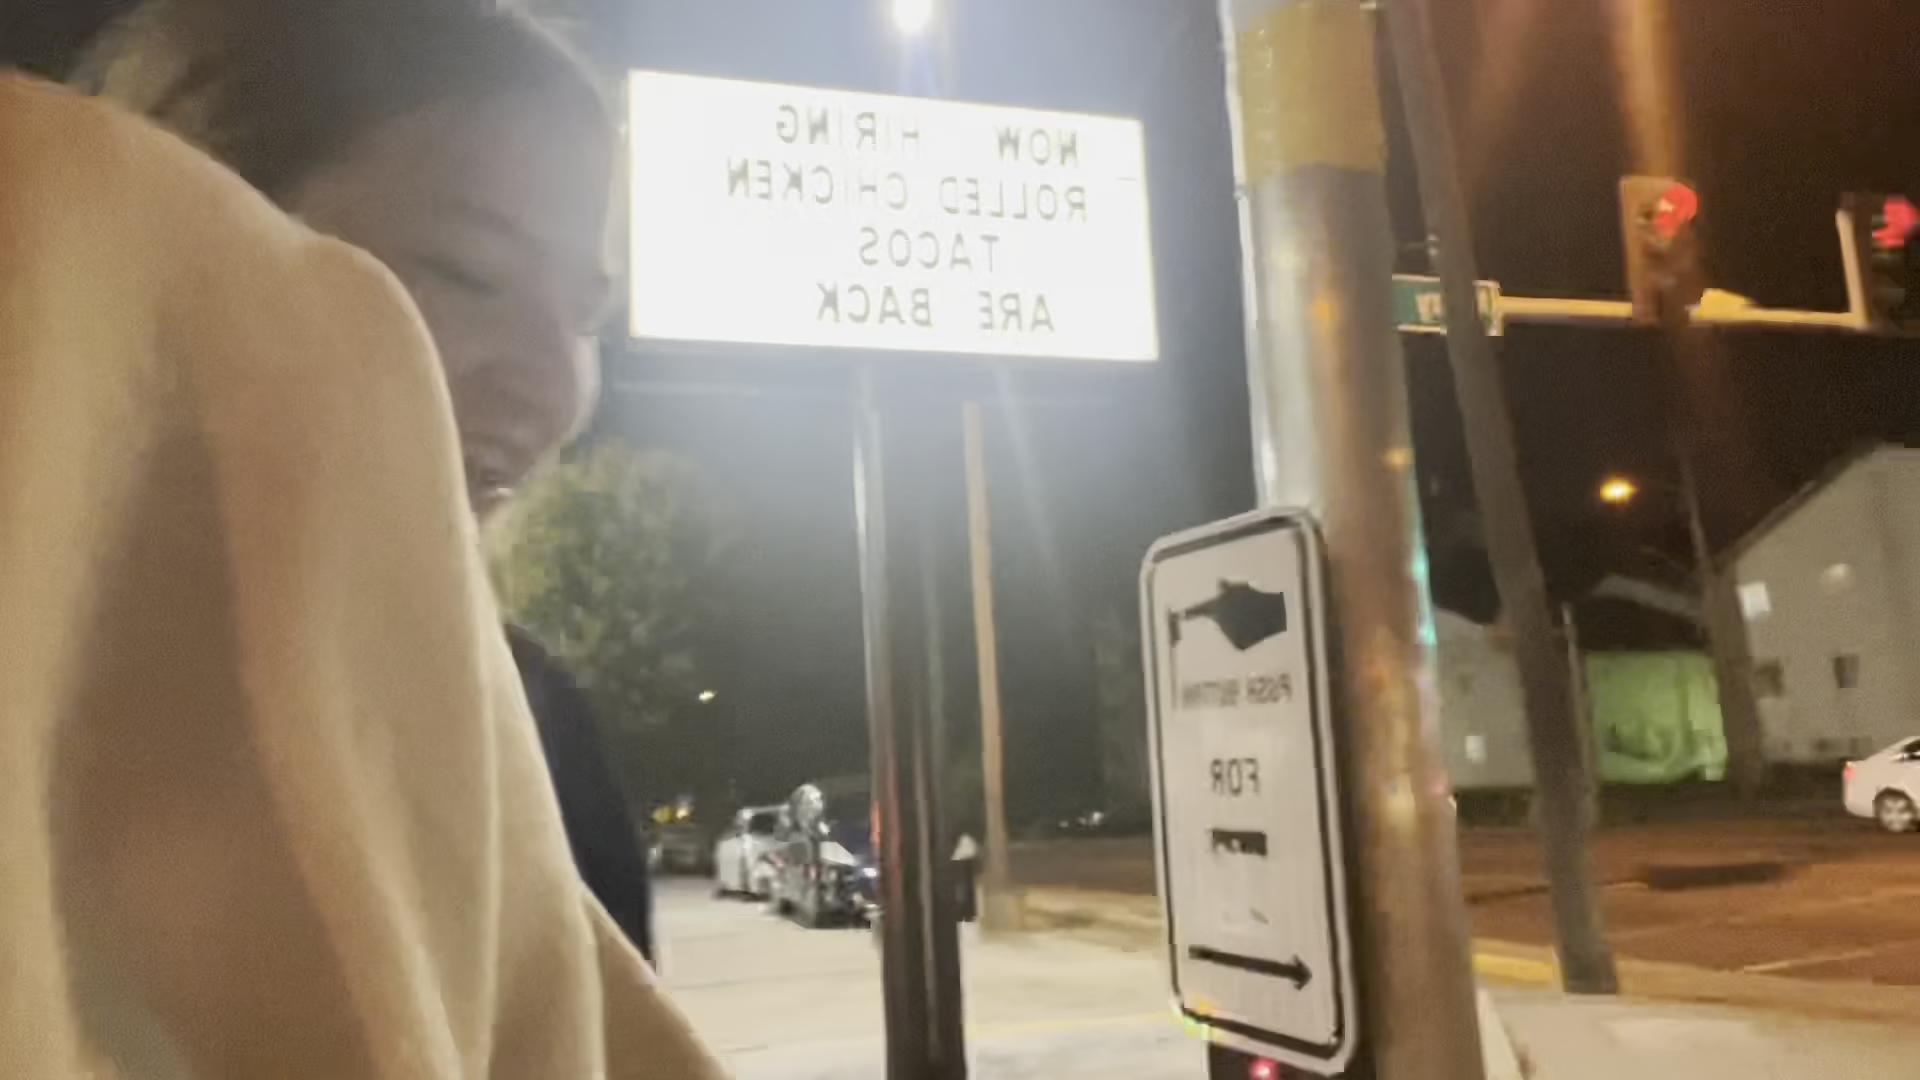 NOW HIRING
ROLLED CHICKEN
TACOS
ARE BACK
PUSH BUTTON
FOR